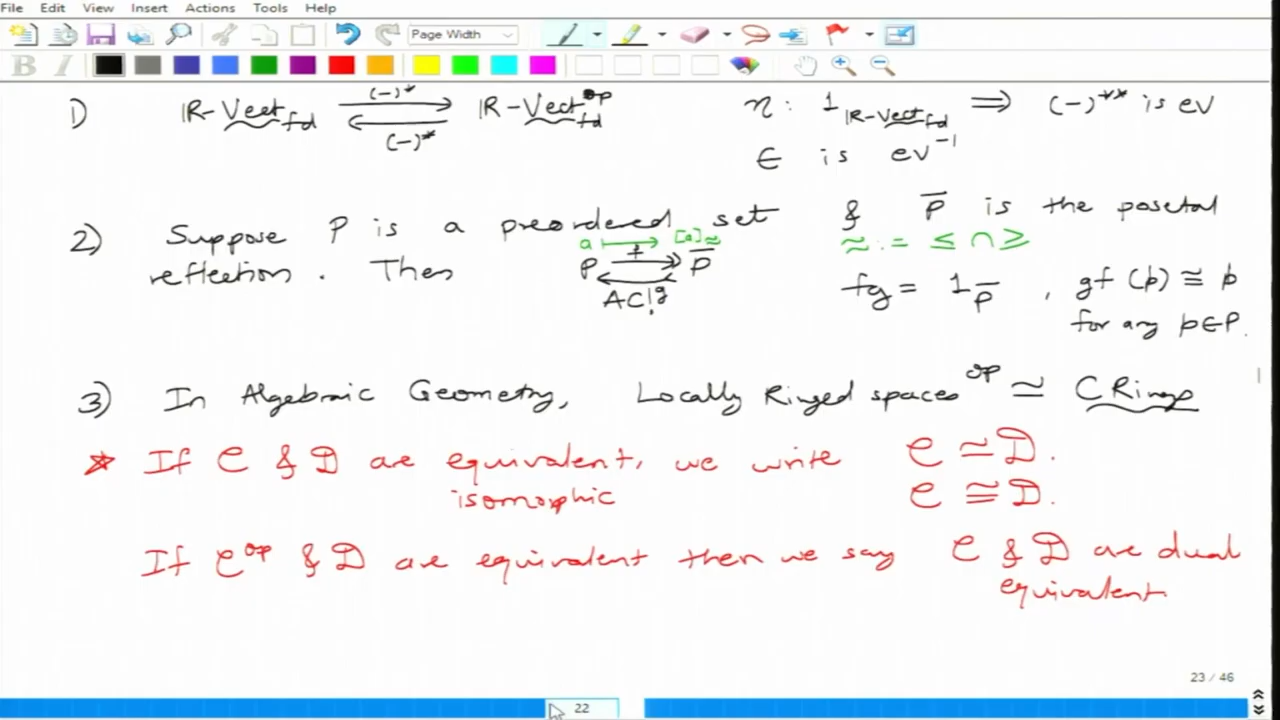 File Edit View Insert Actions Tools Help
Page Width
B I
1) IR-Vect_fd (-)* (-)* IR-Vect_fd^op η: 1_IR-Vect_fd ⇒ (-)** is ev
ϵ is ev⁻¹
2) Suppose P is a preordered set & P̄ is the posetal
reflection. Then a ↦ [a]≈ ≈ := ≤ ∩ ≥
P f P̄ fg = 1_P̄ , gf(p) ≅ p
AC! g for any p∈P.
3) In Algebraic Geometry, Locally Ringed spaces^op ≃ CRings
* If C & D are equivalent, we write C ≃ D.
isomorphic C ≅ D.
If C^op & D are equivalent then we say C & D are dual
equivalent.
23 / 46
22